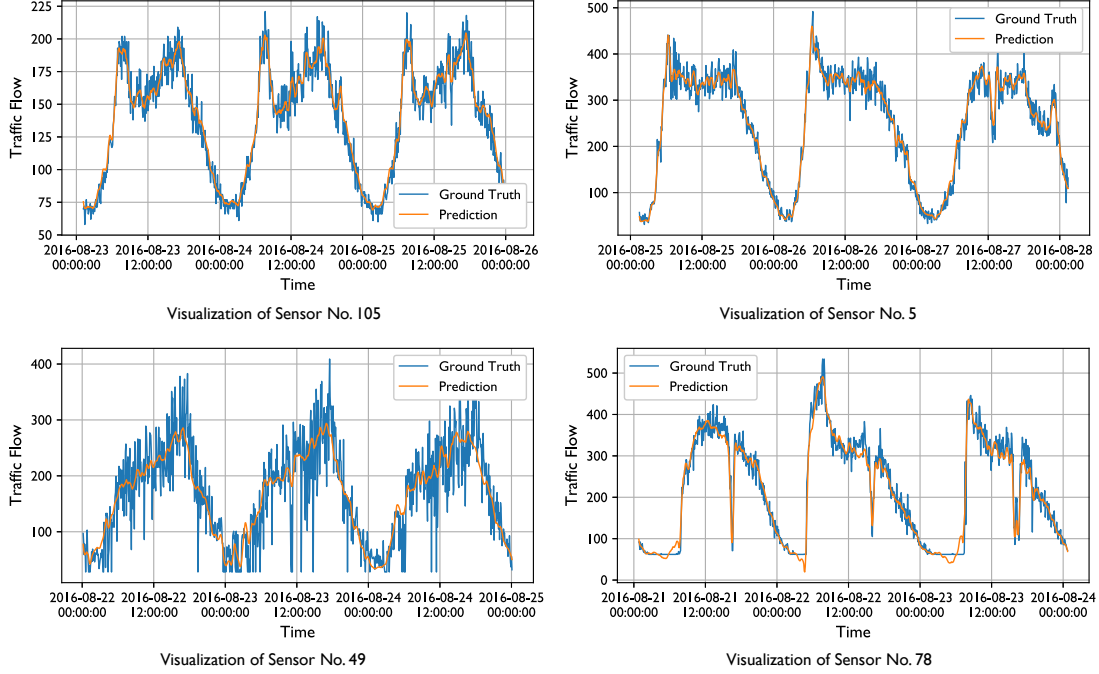 225
200
175
150
125
100
75
50
Traffic Flow
Ground Truth
Prediction
2016-08-23 2016-08-23 2016-08-24 2016-08-24 2016-08-25 2016-08-25 2016-08-26
00:00:00 12:00:00 00:00:00 12:00:00 00:00:00 12:00:00 00:00:00
Time
Visualization of Sensor No. 105
500
400
300
200
100
Traffic Flow
Ground Truth
Prediction
2016-08-25 2016-08-25 2016-08-26 2016-08-26 2016-08-27 2016-08-27 2016-08-28
00:00:00 12:00:00 00:00:00 12:00:00 00:00:00 12:00:00 00:00:00
Time
Visualization of Sensor No. 5
400
300
200
100
Traffic Flow
Ground Truth
Prediction
2016-08-22 2016-08-22 2016-08-23 2016-08-23 2016-08-24 2016-08-24 2016-08-25
00:00:00 12:00:00 00:00:00 12:00:00 00:00:00 12:00:00 00:00:00
Time
Visualization of Sensor No. 49
500
400
300
200
100
0
Traffic Flow
Ground Truth
Prediction
2016-08-21 2016-08-21 2016-08-22 2016-08-22 2016-08-23 2016-08-23 2016-08-24
00:00:00 12:00:00 00:00:00 12:00:00 00:00:00 12:00:00 00:00:00
Time
Visualization of Sensor No. 78